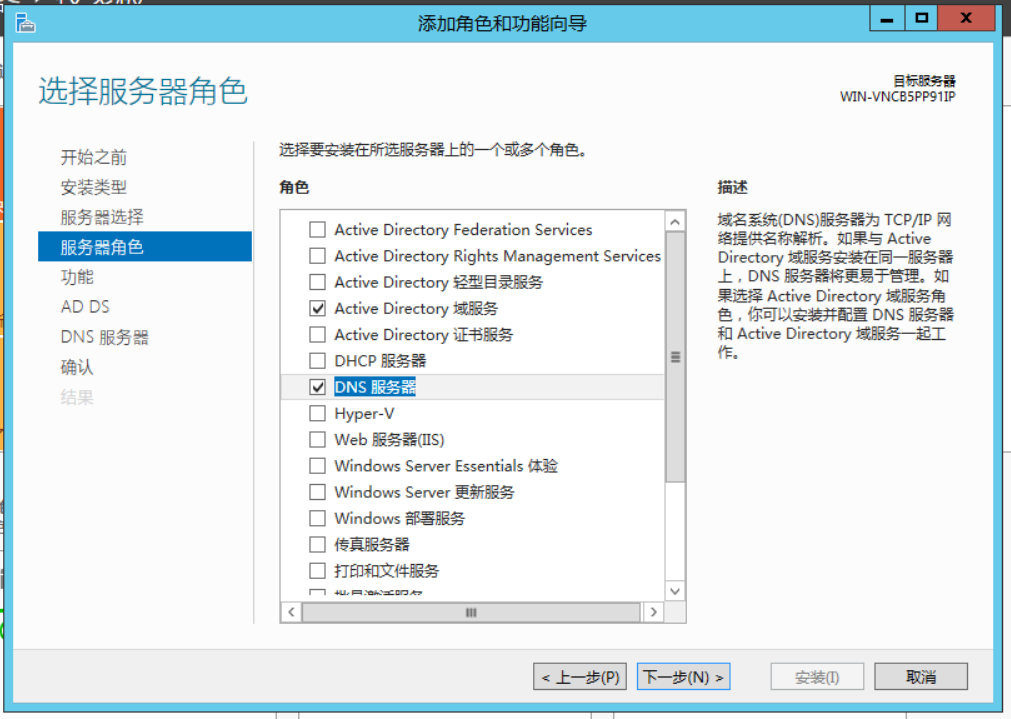 添加角色和功能向导
选择服务器角色
目标服务器
WIN-VNCB5PP91IP
开始之前
安装类型
服务器选择
服务器角色
功能
AD DS
DNS 服务器
确认
结果
选择要安装在所选服务器上的一个或多个角色。
角色
Active Directory Federation Services
Active Directory Rights Management Services
Active Directory 轻型目录服务
Active Directory 域服务
Active Directory 证书服务
DHCP 服务器
DNS 服务器
Hyper-V
Web 服务器(IIS)
Windows Server Essentials 体验
Windows Server 更新服务
Windows 部署服务
传真服务器
打印和文件服务
批量激活服务
描述
域名系统(DNS)服务器为 TCP/IP 网
络提供名称解析。如果与 Active
Directory 域服务安装在同一服务器
上，DNS 服务器将更易于管理。如
果选择 Active Directory 域服务角
色，你可以安装并配置 DNS 服务器
和 Active Directory 域服务一起工
作。
< 上一步(P)
下一步(N) >
安装(I)
取消